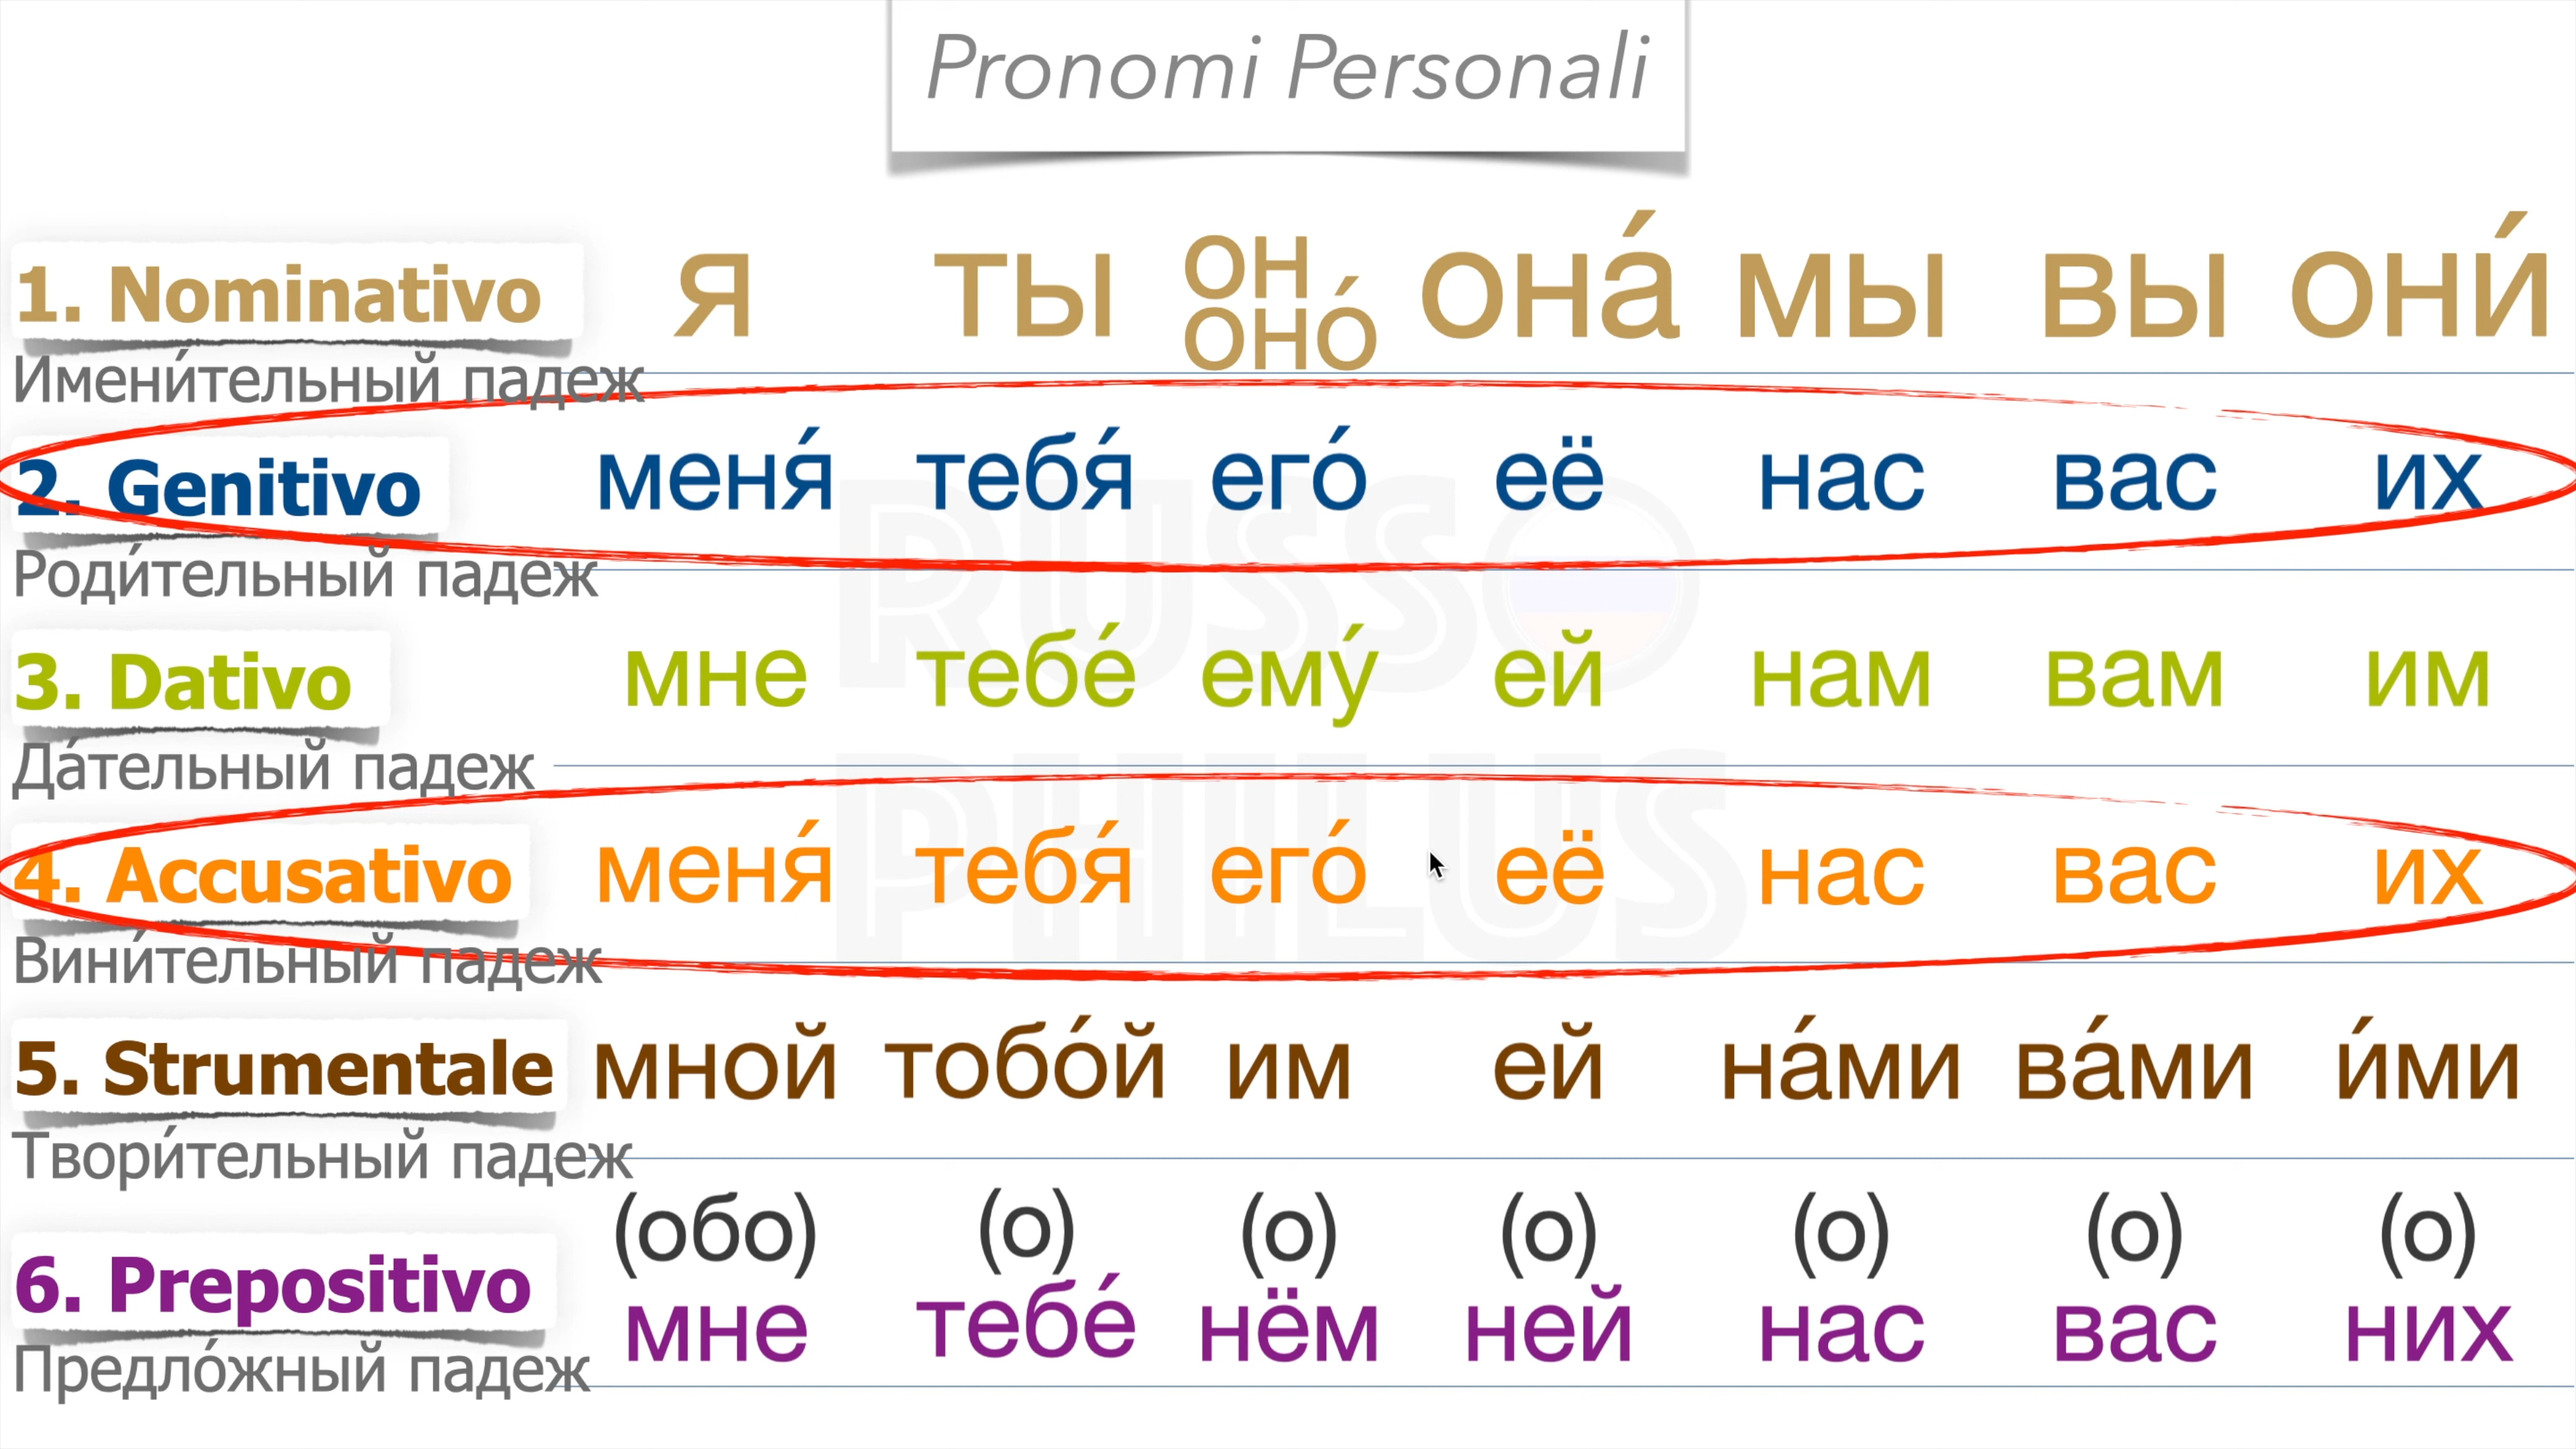 Pronomi Personali
1. Nominativo я ты он оно́ она́ мы вы они́
Имени́тельный падеж
2. Genitivo меня́ тебя́ его́ её нас вас их
Роди́тельный падеж
3. Dativo мне тебе́ ему́ ей нам вам им
Да́тельный падеж
4. Accusativo меня́ тебя́ его́ её нас вас их
Вини́тельный падеж
5. Strumentale мной тобо́й им ей на́ми ва́ми и́ми
Твори́тельный падеж
(обо) (о) (о) (о) (о) (о) (о)
6. Prepositivo мне тебе́ нём ней нас вас них
Предло́жный падеж
RUSSO
PHILUS